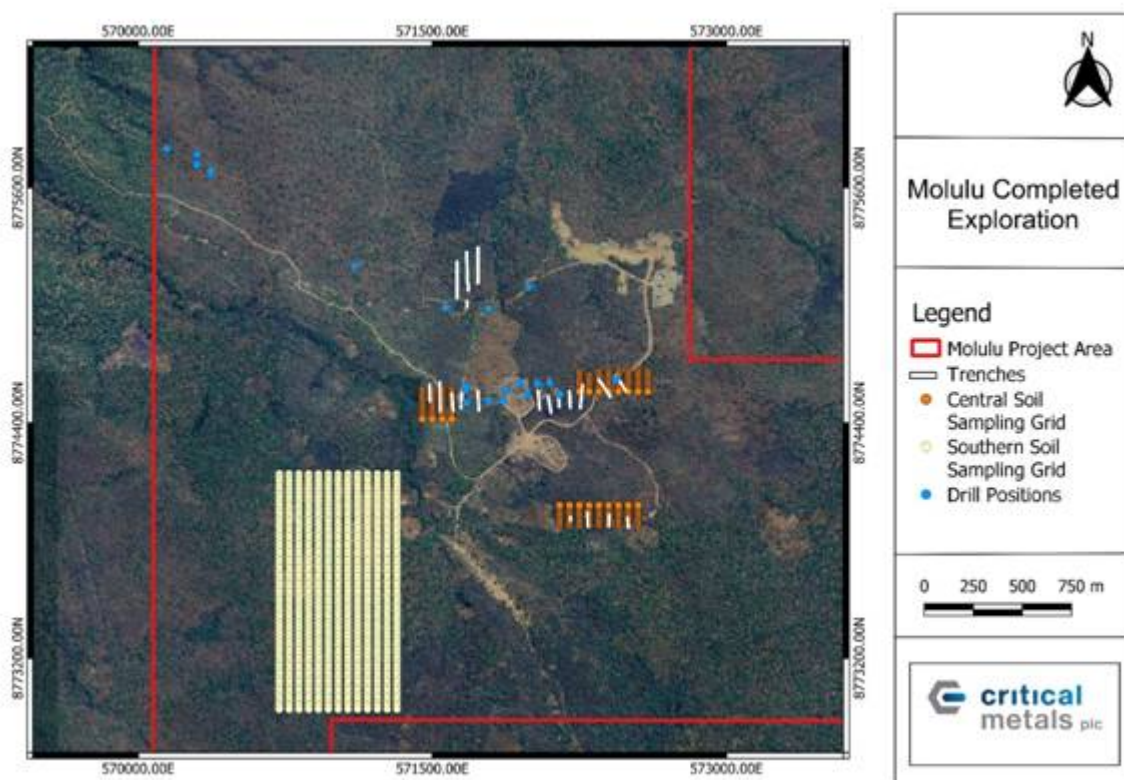 570000.00E 571500.00E 573000.00E
N
8775600.00N 8775600.00N
Molulu Completed
Exploration
Legend
Molulu Project Area
Trenches
Central Soil
Sampling Grid
Southern Soil
Sampling Grid
Drill Positions
8774400.00N 8774400.00N
0 250 500 750 m
8773200.00N 8773200.00N
critical
metals plc
570000.00E 571500.00E 573000.00E